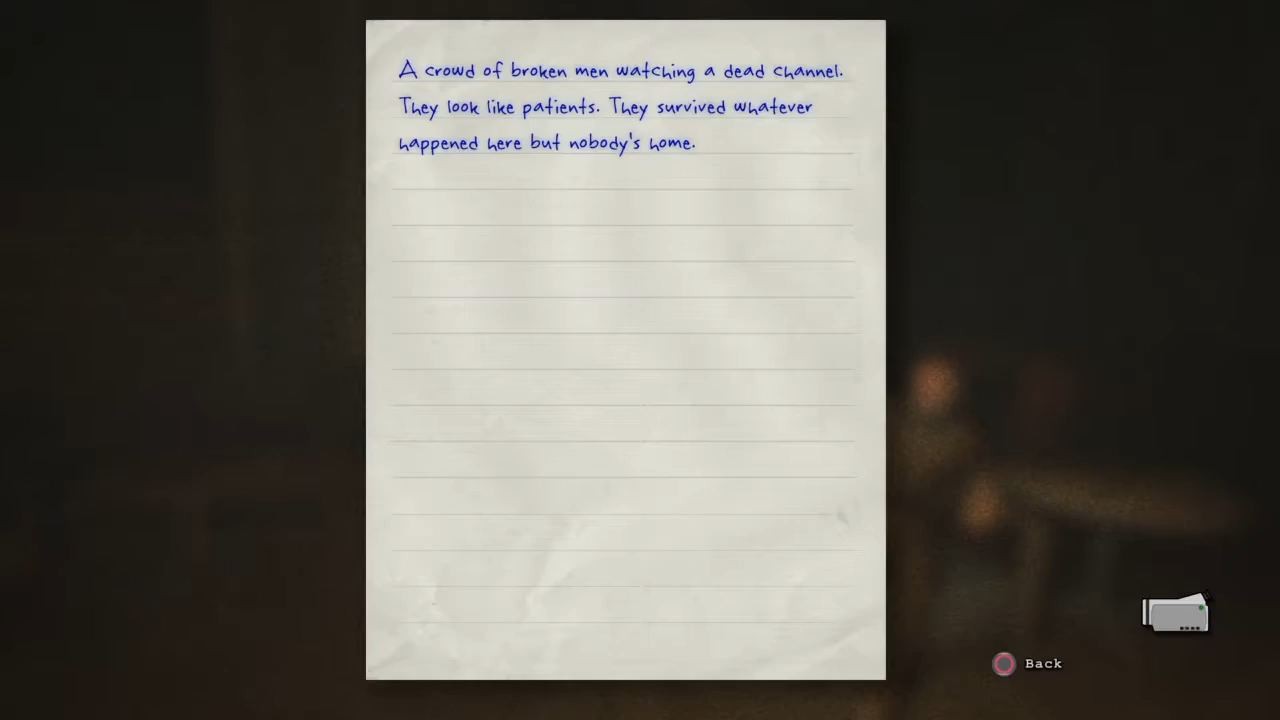 A crowd of broken men watching a dead channel.
They look like patients. They survived whatever
happened here but nobody's home.
Back